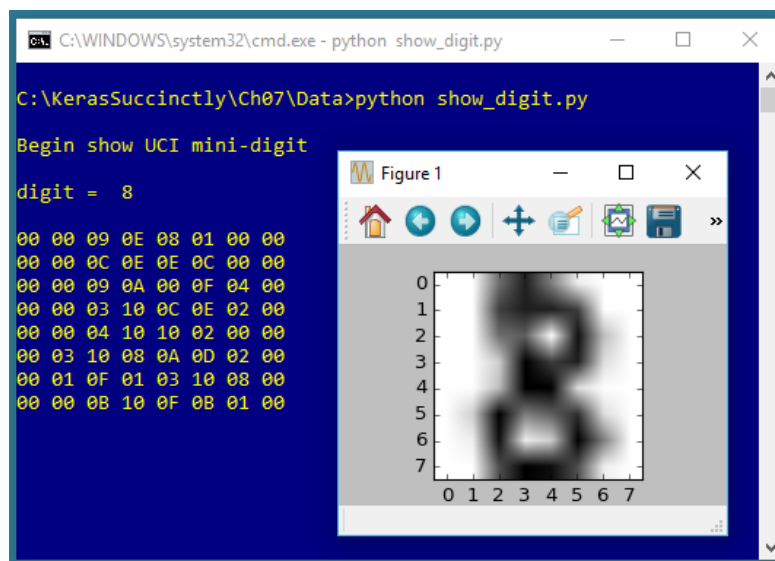 C:\WINDOWS\system32\cmd.exe - python show_digit.py
C:\KerasSuccinctly\Ch07\Data>python show_digit.py
Begin show UCI mini-digit
digit = 8
00 00 09 0E 08 01 00 00
00 00 0C 0E 0E 0C 00 00
00 00 09 0A 00 0F 04 00
00 00 03 10 0C 0E 02 00
00 00 04 10 10 02 00 00
00 03 10 08 0A 0D 02 00
00 01 0F 01 03 10 08 00
00 00 0B 10 0F 0B 01 00
Figure 1
0
1
2
3
4
5
6
7
0 1 2 3 4 5 6 7